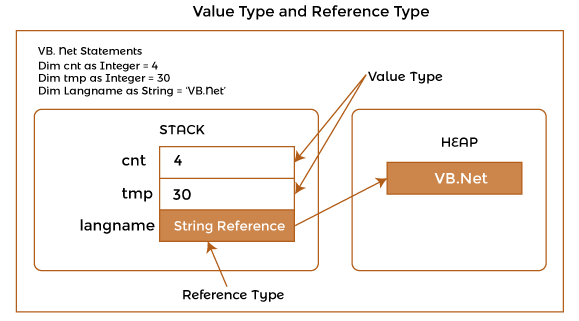 Value Type and Reference Type
VB. Net Statements
Dim cnt as Integer = 4
Dim tmp as Integer = 30
Dim Langname as String = ‘VB.Net’
Value Type
STACK
HEAP
cnt 4
tmp 30
langname String Reference
VB.Net
Reference Type